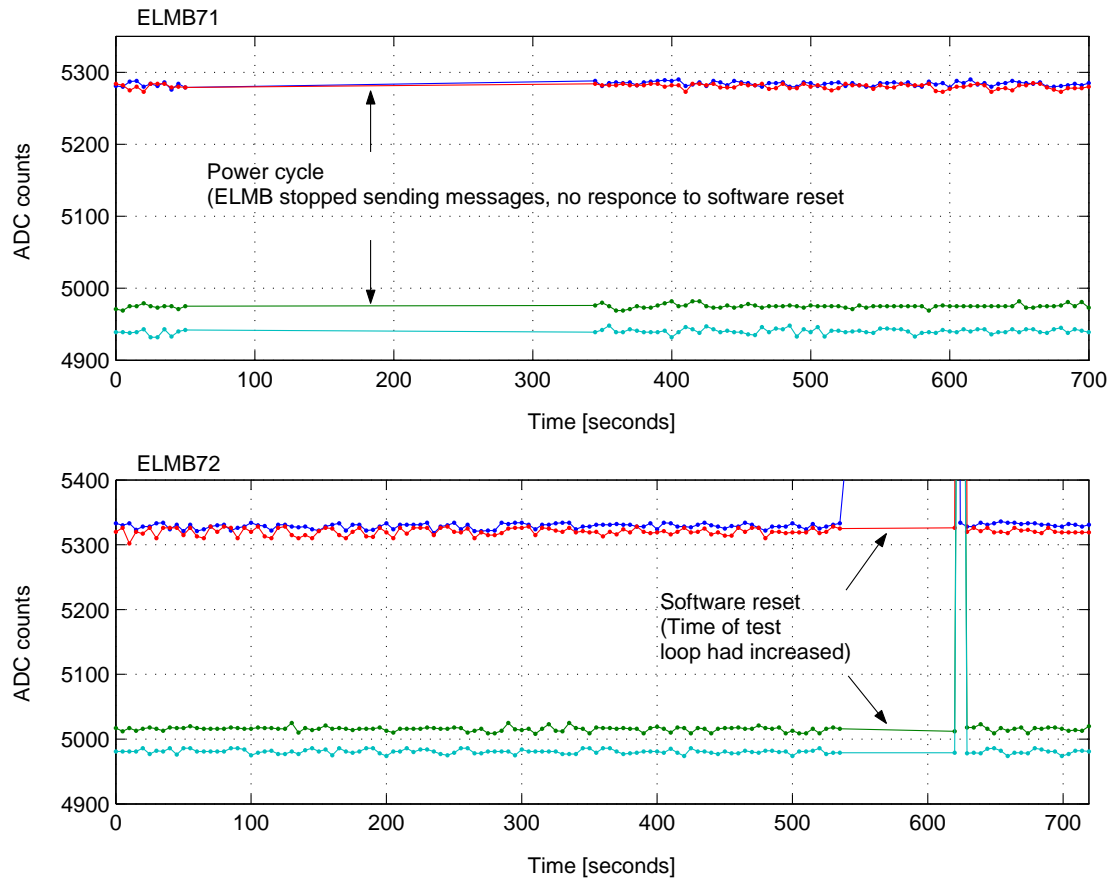 ELMB71
5300
5200
5100
5000
4900
ADC counts
Power cycle
(ELMB stopped sending messages, no responce to software reset
0 100 200 300 400 500 600 700
Time [seconds]
ELMB72
5400
5300
5200
5100
5000
4900
ADC counts
Software reset
(Time of test
loop had increased)
0 100 200 300 400 500 600 700
Time [seconds]